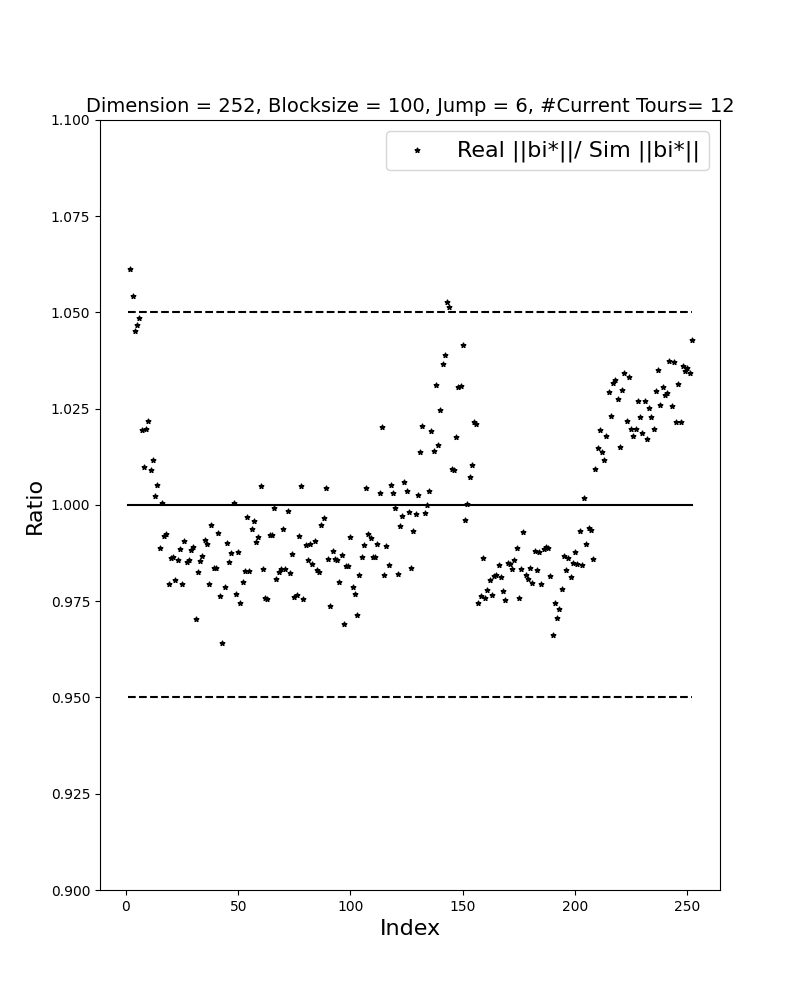 Dimension = 252, Blocksize = 100, Jump = 6, #Current Tours= 12
Real ||bi*||/ Sim ||bi*||
1.100
1.075
1.050
1.025
1.000
0.975
0.950
0.925
0.900
Ratio
0 50 100 150 200 250
Index